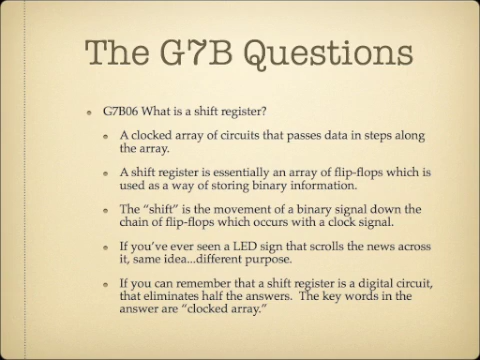 The G7B Questions
G7B06 What is a shift register?
A clocked array of circuits that passes data in steps along
the array.
A shift register is essentially an array of flip-flops which is
used as a way of storing binary information.
The “shift” is the movement of a binary signal down the
chain of flip-flops which occurs with a clock signal.
If you’ve ever seen a LED sign that scrolls the news across
it, same idea...different purpose.
If you can remember that a shift register is a digital circuit,
that eliminates half the answers.  The key words in the
answer are “clocked array.”